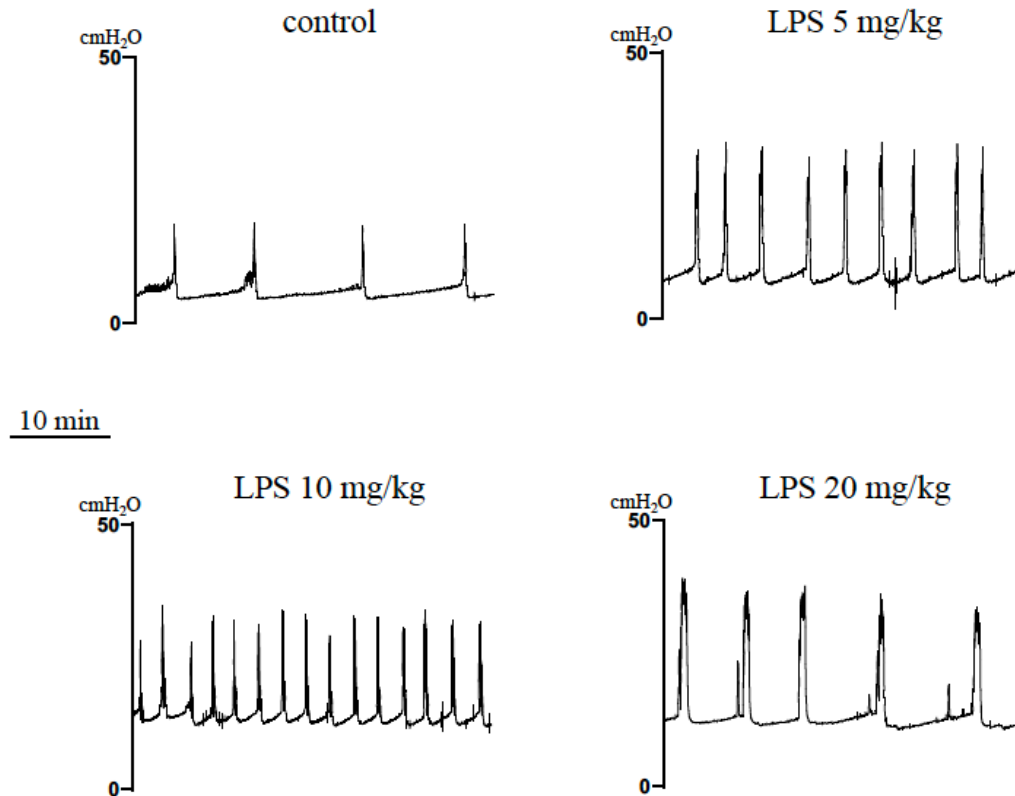 control
cmH₂O
50
0
LPS 5 mg/kg
cmH₂O
50
0
10 min
LPS 10 mg/kg
cmH₂O
50
0
LPS 20 mg/kg
cmH₂O
50
0